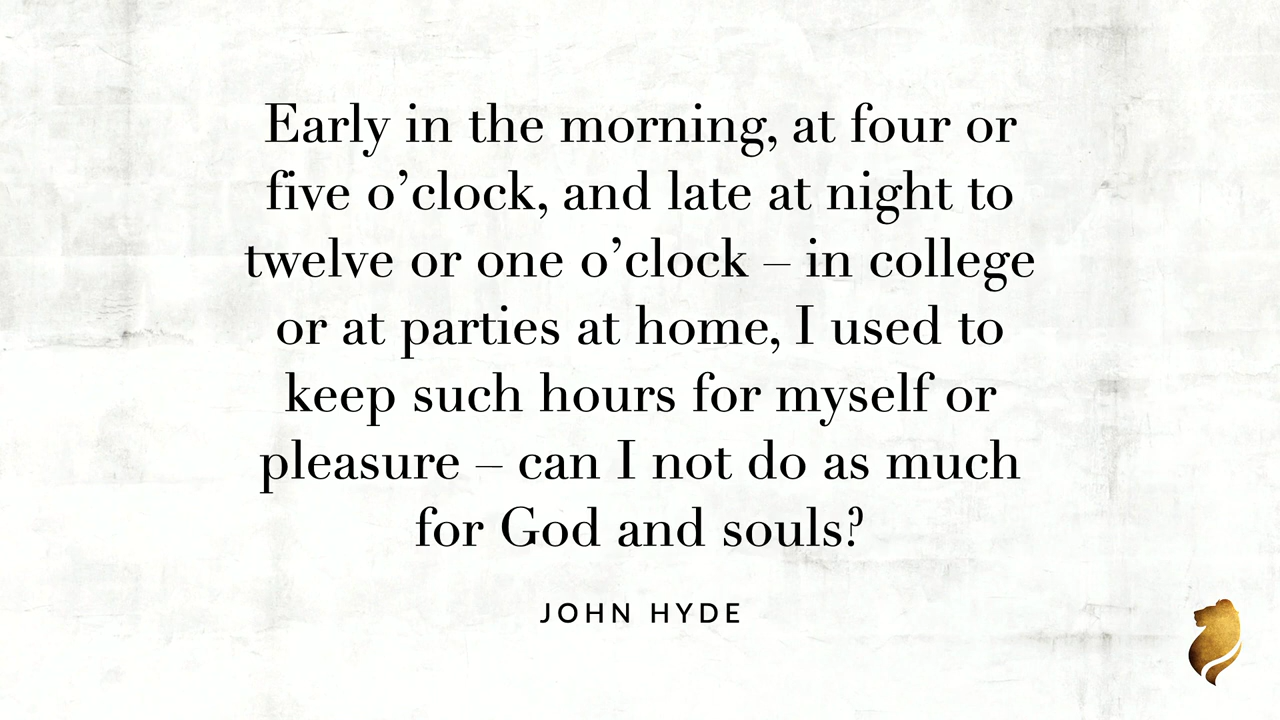 Early in the morning, at four or
five o’clock, and late at night to
twelve or one o’clock – in college
or at parties at home, I used to
keep such hours for myself or
pleasure – can I not do as much
for God and souls?
JOHN HYDE